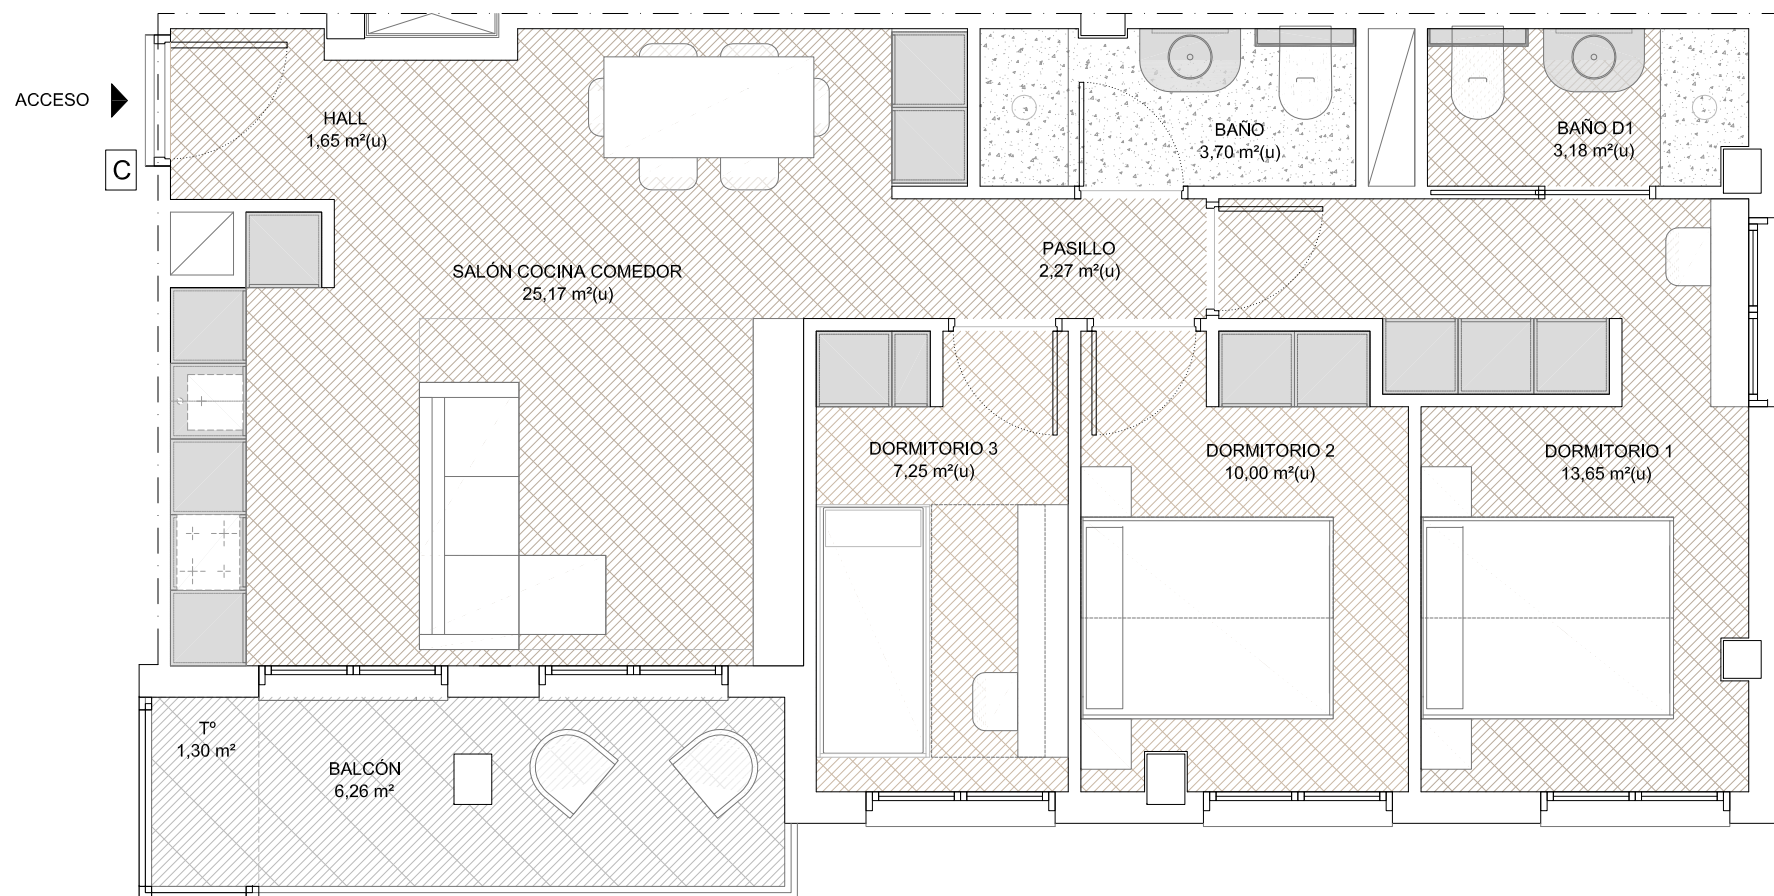 ACCESO
C
HALL
1,65 m²(u)
BAÑO
3,70 m²(u)
BAÑO D1
3,18 m²(u)
SALÓN COCINA COMEDOR
25,17 m²(u)
PASILLO
2,27 m²(u)
DORMITORIO 3
7,25 m²(u)
DORMITORIO 2
10,00 m²(u)
DORMITORIO 1
13,65 m²(u)
Tº
1,30 m²
BALCÓN
6,26 m²